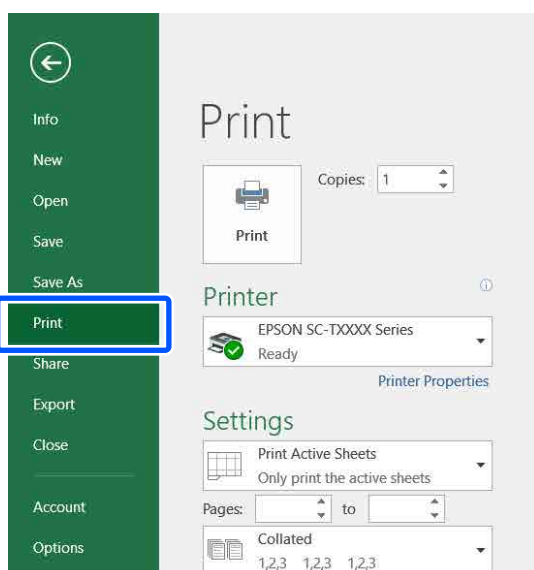 Info
New
Open
Save
Save As
Print
Share
Export
Close
Account
Options
Print
Copies: 1
Print
Printer
EPSON SC-TXXXX Series
Ready
Printer Properties
Settings
Print Active Sheets
Only print the active sheets
Pages: to
Collated
1,2,3 1,2,3 1,2,3